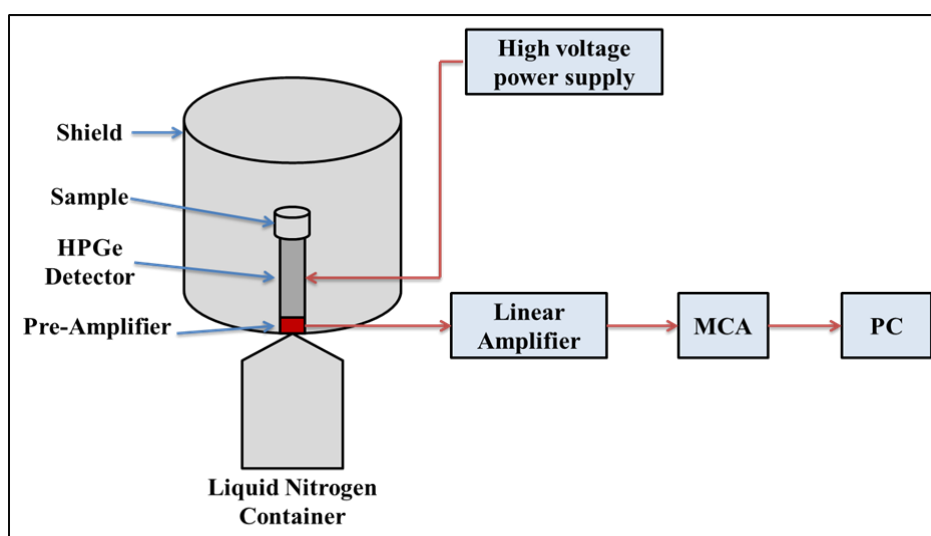 High voltage
power supply
Shield
Sample
HPGe
Detector
Pre-Amplifier
Linear
Amplifier
MCA
PC
Liquid Nitrogen
Container